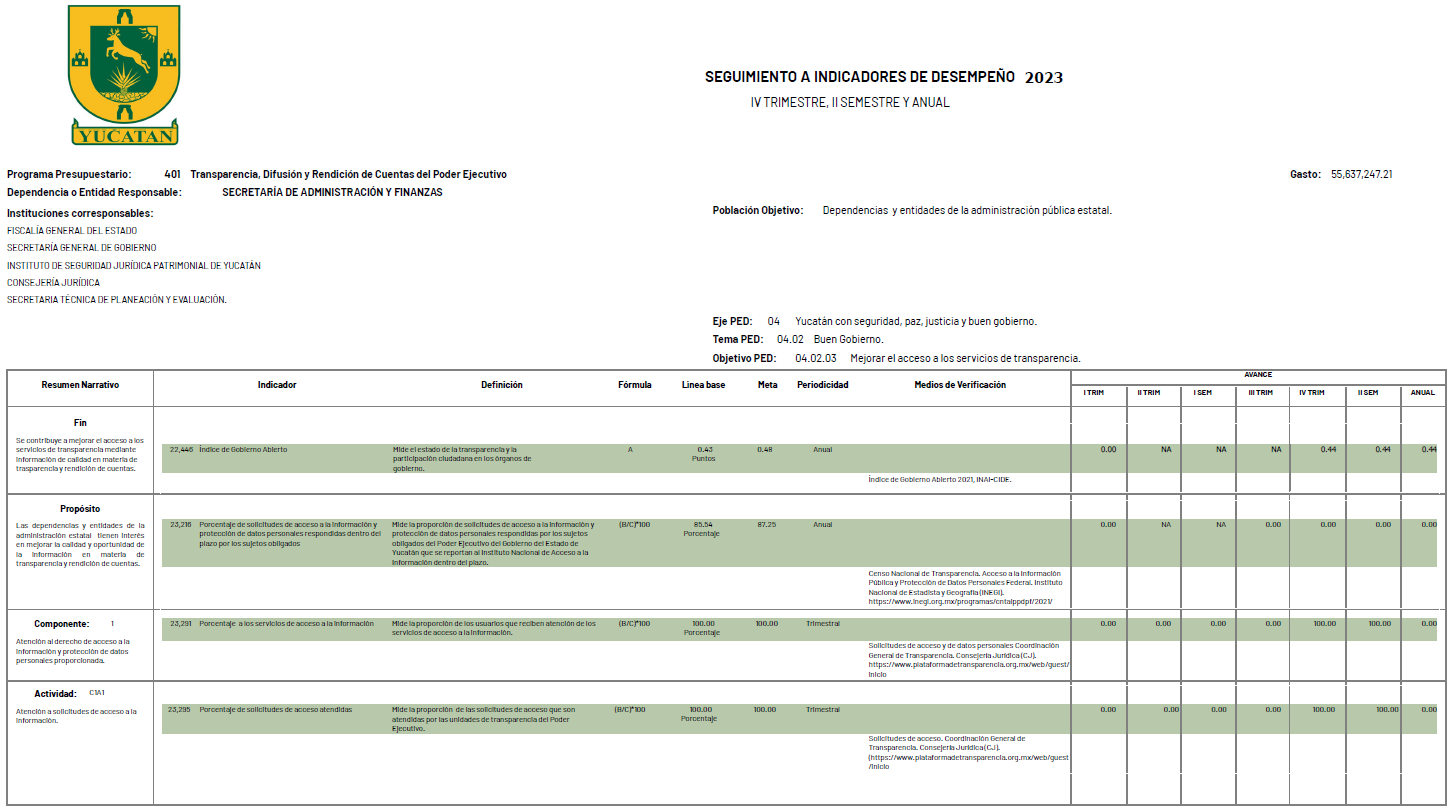 YUCATAN
SEGUIMIENTO A INDICADORES DE DESEMPEÑO 2023
IV TRIMESTRE, II SEMESTRE Y ANUAL
Programa Presupuestario: 401 Transparencia, Difusión y Rendición de Cuentas del Poder Ejecutivo
Gasto: 55,637,247.21
Dependencia o Entidad Responsable: SECRETARÍA DE ADMINISTRACIÓN Y FINANZAS
Instituciones corresponsables:
Población Objetivo: Dependencias y entidades de la administración pública estatal.
FISCALÍA GENERAL DEL ESTADO
SECRETARÍA GENERAL DE GOBIERNO
INSTITUTO DE SEGURIDAD JURÍDICA PATRIMONIAL DE YUCATÁN
CONSEJERÍA JURÍDICA
SECRETARIA TÉCNICA DE PLANEACIÓN Y EVALUACIÓN.
Eje PED: 04 Yucatán con seguridad, paz, justicia y buen gobierno.
Tema PED: 04.02 Buen Gobierno.
Objetivo PED: 04.02.03 Mejorar el acceso a los servicios de transparencia.
Resumen Narrativo Indicador Definición Fórmula Linea base Meta Periodicidad Medios de Verificación AVANCE
I TRIM II TRIM I SEM III TRIM IV TRIM II SEM ANUAL
Fin
Se contribuye a mejorar el acceso a los
servicios de transparencia mediante
información de calidad en materia de
trasparencia y rendición de cuentas.
22,446 Índice de Gobierno Abierto
Mide el estado de la transparencia y la
participación ciudadana en los órganos de
gobierno.
A 0.43 0.48 Anual
Puntos
0.00 NA NA NA 0.44 0.44 0.44
Índice de Gobierno Abierto 2021, INAI-CIDE.
Propósito
Las dependencias y entidades de la
administración estatal tienen interés
en mejorar la calidad y oportunidad de
la información en materia de
transparencia y rendición de cuentas.
23,216 Porcentaje de solicitudes de acceso a la información y
protección de datos personales respondidas dentro del
plazo por los sujetos obligados
Mide la proporción de solicitudes de acceso a la información y
protección de datos personales respondidas por los sujetos
obligados del Poder Ejecutivo del Gobierno del Estado de
Yucatán que se reportan al Instituto Nacional de Acceso a la
Información dentro del plazo.
(B/C)*100 85.54 87.25 Anual
Porcentaje
0.00 NA NA 0.00 0.00 0.00 0.00
Censo Nacional de Transparencia. Acceso a la Información
Pública y Protección de Datos Personales Federal. Instituto
Nacional de Estadista y Geografía (INEGI).
https://www.inegi.org.mx/programas/cntaippdpf/2021/
Componente: 1
Atención al derecho de acceso a la
información y protección de datos
personales proporcionada.
23,291 Porcentaje a los servicios de acceso a la información
Mide la proporción de los usuarios que reciben atención de los
servicios de acceso a la información.
(B/C)*100 100.00 100.00 Trimestral
Porcentaje
0.00 0.00 0.00 0.00 100.00 100.00 0.00
Solicitudes de acceso y de datos personales Coordinación
General de Transparencia. Consejería Jurídica (CJ).
https://www.plataformadetransparencia.org.mx/web/guest/
inicio
Actividad: C1A1
Atención a solicitudes de acceso a la
información.
23,295 Porcentaje de solicitudes de acceso atendidas
Mide la proporción de las solicitudes de acceso que son
atendidas por las unidades de transparencia del Poder
Ejecutivo.
(B/C)*100 100.00 100.00 Trimestral
Porcentaje
0.00 0.00 0.00 0.00 100.00 100.00 0.00
Solicitudes de acceso. Coordinación General de
Transparencia. Consejería Jurídica (CJ).
(https://www.plataformadetransparencia.org.mx/web/guest
/inicio